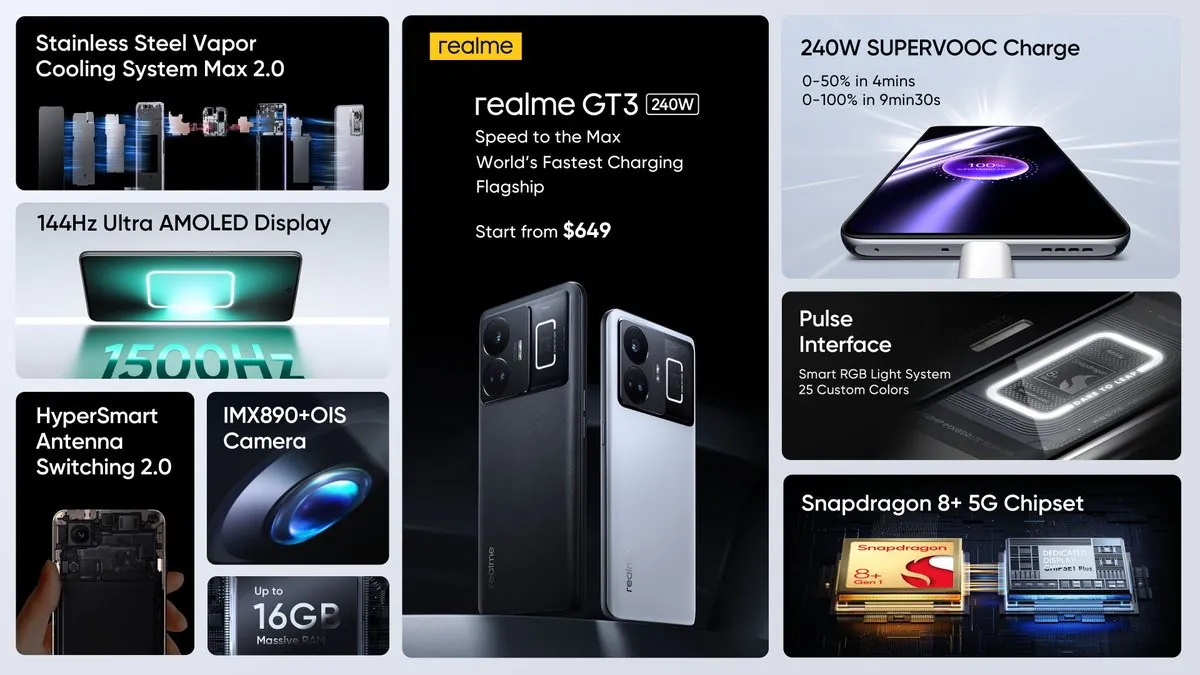 Stainless Steel Vapor
Cooling System Max 2.0
144Hz Ultra AMOLED Display
1500Hz
HyperSmart
Antenna
Switching 2.0
IMX890+OIS
Camera
Up to
16GB
Massive RAM
realme
realme GT3 240W
Speed to the Max
World's Fastest Charging
Flagship
Start from $649
realme
realme
240W SUPERVOOC Charge
0-50% in 4mins
0-100% in 9min30s
100%
Pulse
Interface
Smart RGB Light System
25 Custom Colors
Snapdragon
DARE TO LEAP
Snapdragon 8+ 5G Chipset
Snapdragon
8+
Gen 1
DEDICATED
DISPLAY
CHIPSET Plus